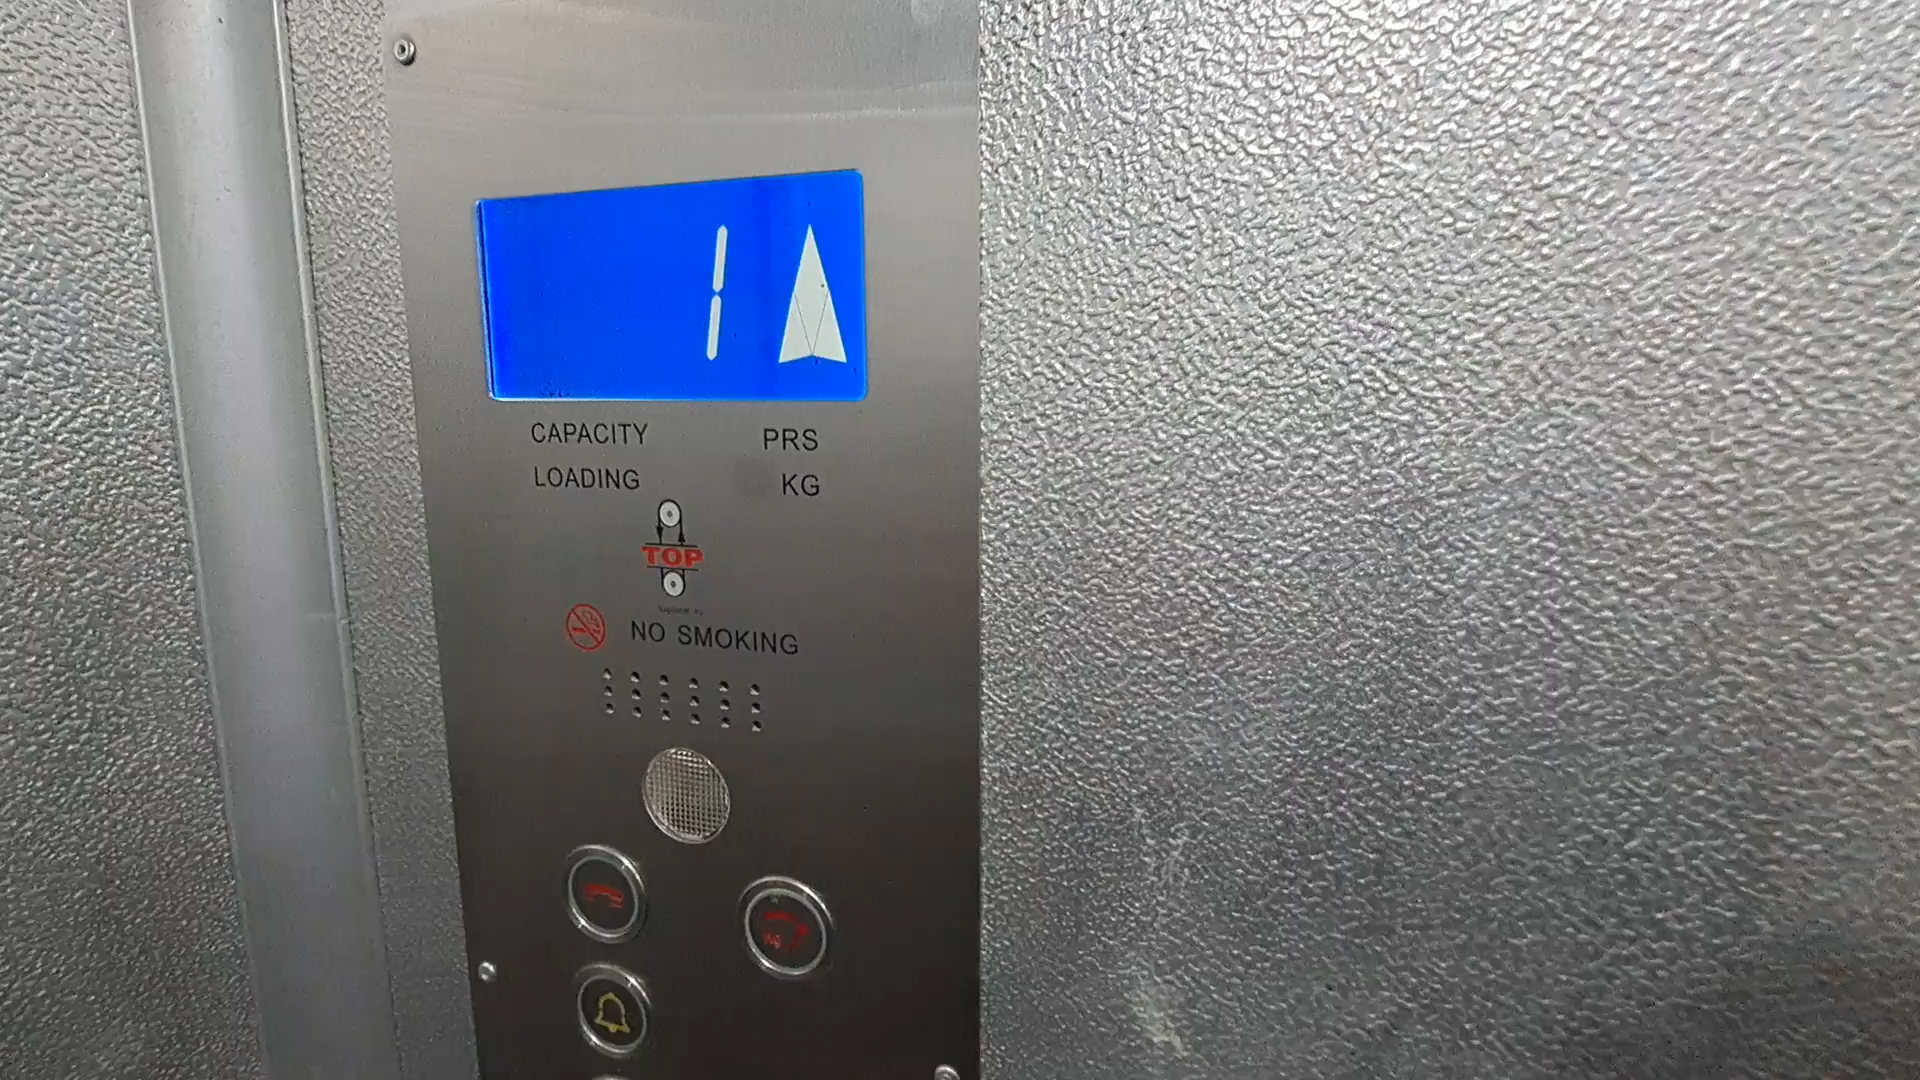 1
CAPACITY PRS
LOADING KG
TOP
NO SMOKING